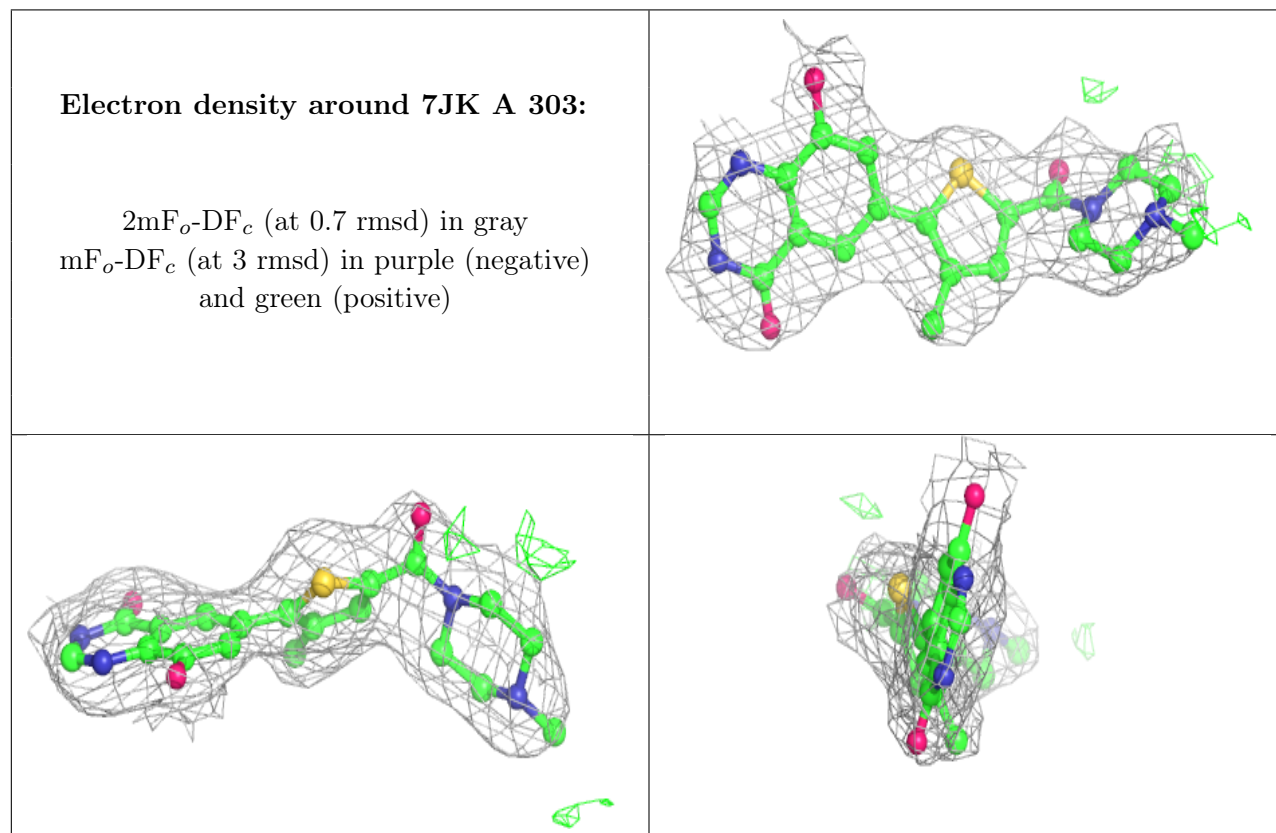 Electron density around 7JK A 303:
2mFo-DFc (at 0.7 rmsd) in gray
mFo-DFc (at 3 rmsd) in purple (negative)
and green (positive)